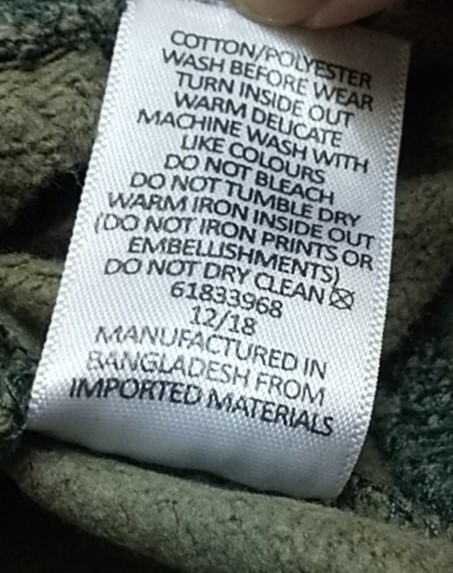 COTTON/POLYESTER
WASH BEFORE WEAR
TURN INSIDE OUT
WARM DELICATE
MACHINE WASH WITH
LIKE COLOURS
DO NOT BLEACH
DO NOT TUMBLE DRY
WARM IRON INSIDE OUT
(DO NOT IRON PRINTS OR
EMBELLISHMENTS)
DO NOT DRY CLEAN
61833968
12/18
MANUFACTURED IN
BANGLADESH FROM
IMPORTED MATERIALS